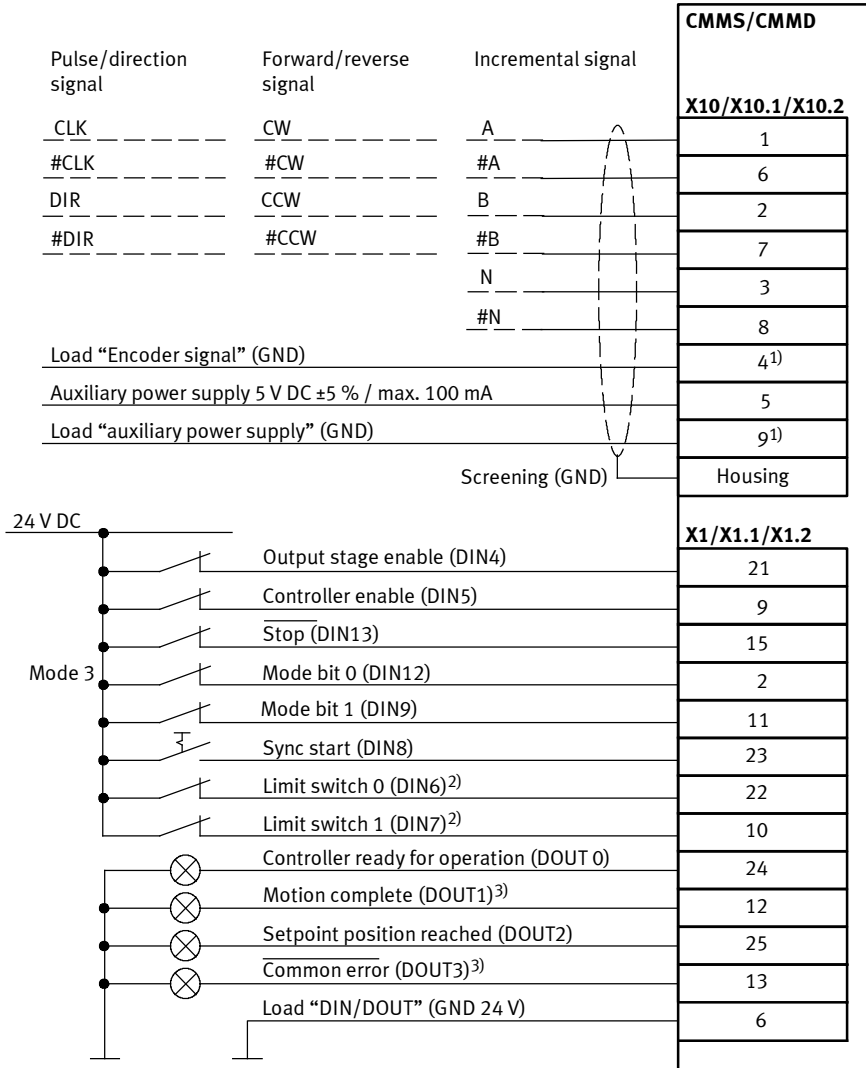 CMMS/CMMD
Pulse/direction signal
Forward/reverse signal
Incremental signal
X10/X10.1/X10.2
CLK CW A 1
#CLK #CW #A 6
DIR CCW B 2
#DIR #CCW #B 7
N 3
#N 8
Load “Encoder signal” (GND) 4¹⁾
Auxiliary power supply 5 V DC ±5 % / max. 100 mA 5
Load “auxiliary power supply” (GND) 9¹⁾
Screening (GND) Housing
24 V DC
X1/X1.1/X1.2
Output stage enable (DIN4) 21
Controller enable (DIN5) 9
Stop (DIN13) 15
Mode 3 Mode bit 0 (DIN12) 2
Mode bit 1 (DIN9) 11
Sync start (DIN8) 23
Limit switch 0 (DIN6)²⁾ 22
Limit switch 1 (DIN7)²⁾ 10
Controller ready for operation (DOUT 0) 24
Motion complete (DOUT1)³⁾ 12
Setpoint position reached (DOUT2) 25
Common error (DOUT3)³⁾ 13
Load “DIN/DOUT” (GND 24 V) 6